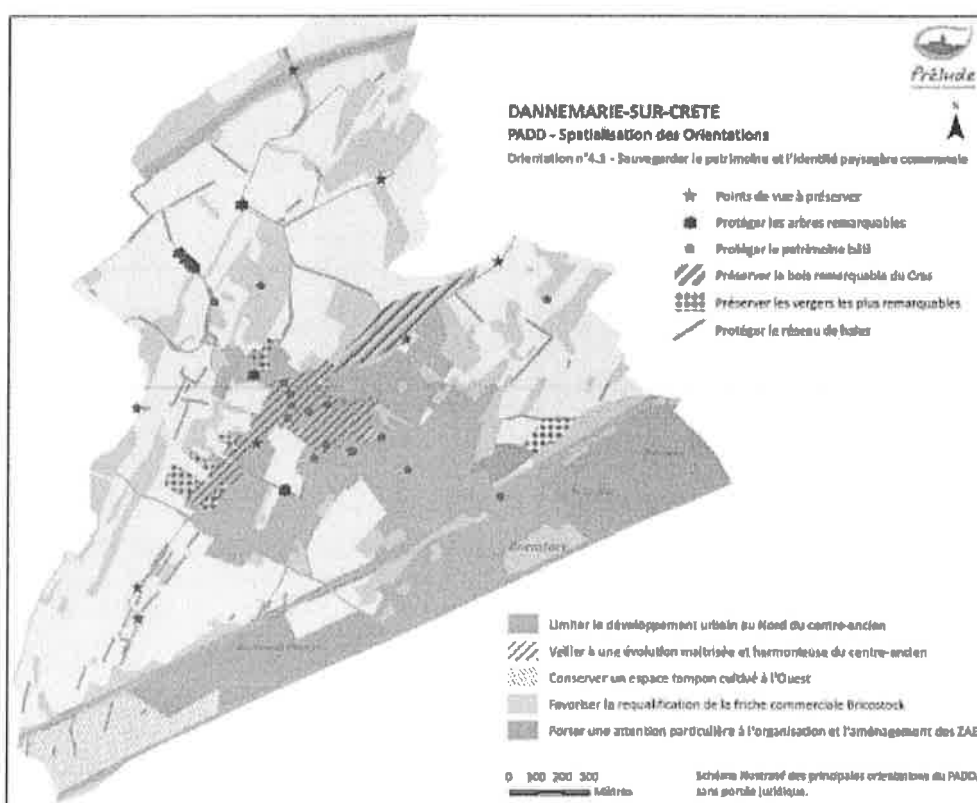 Prélude
N
DANNEMARIE-SUR-CRETE
PADD - Spatialisation des Orientations
Orientation n°4.1 - Sauvegarder le patrimoine et l'identité paysagère communale
Points de vue à préserver
Protéger les arbres remarquables
Protéger le patrimoine bâti
Préserver le bois remarquable du Cras
Préserver les vergers les plus remarquables
Protéger le réseau de haies
Limiter le développement urbain au Nord du centre-ancien
Veiller à une évolution maîtrisée et harmonieuse du centre-ancien
Conserver un espace tampon cultivé à l'Ouest
Favoriser la requalification de la friche commerciale Bricostock
Porter une attention particulière à l'organisation et l'aménagement des ZAE
0 100 200 300
Mètres
Schéma illustratif des principales orientations du PADD,
sans portée juridique.